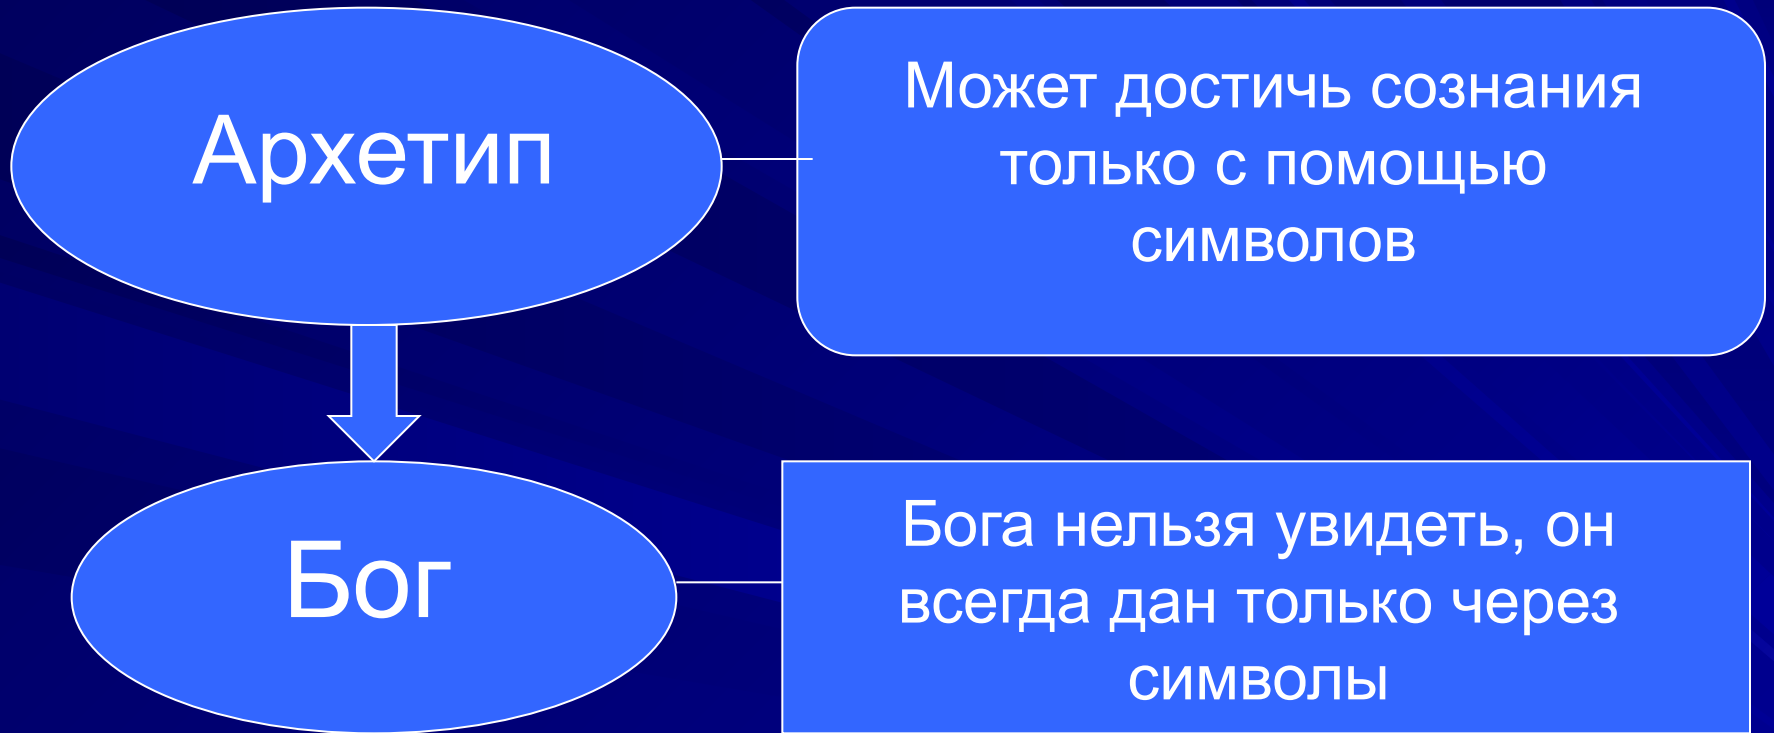 Архетип
Может достичь сознания
только с помощью
символов
Бог
Бога нельзя увидеть, он
всегда дан только через
символы